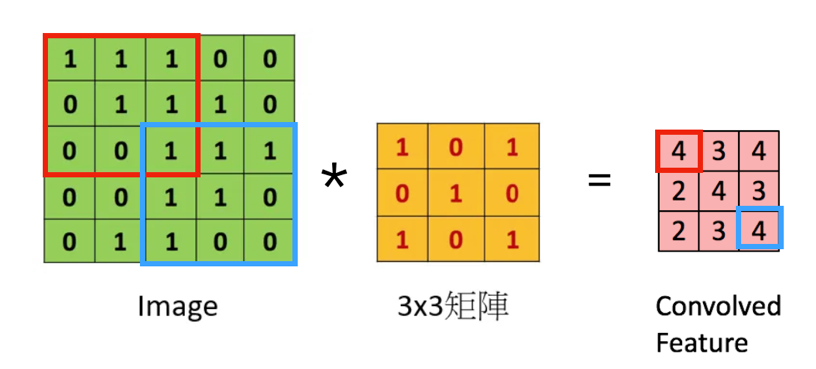 1 1 1 0 0
0 1 1 1 0
0 0 1 1 1
0 0 1 1 0
0 1 1 0 0
Image
*
1 0 1
0 1 0
1 0 1
3x3矩陣
=
4 3 4
2 4 3
2 3 4
Convolved
Feature